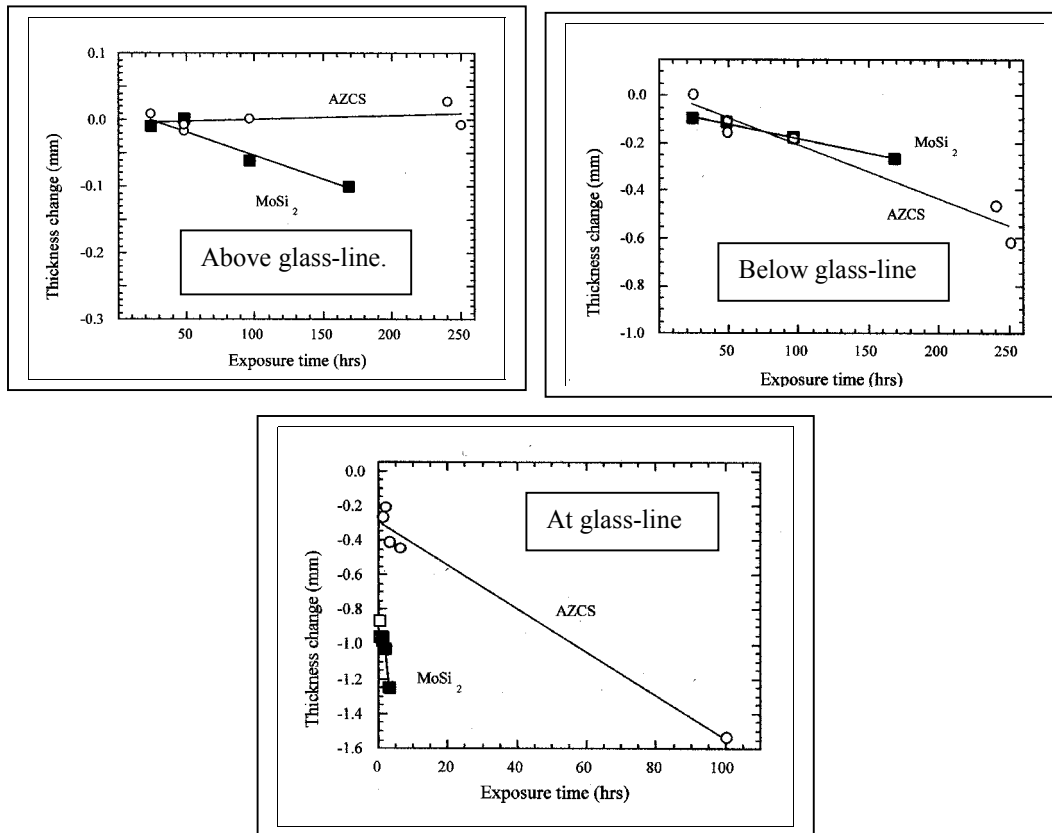 0.1
0.0
-0.1
-0.2
-0.3
Thickness change (mm)
AZCS
MoSi2
Above glass-line.
50
100
150
200
250
Exposure time (hrs)
0.0
-0.2
-0.4
-0.6
-0.8
-1.0
Thickness change (mm)
MoSi2
AZCS
Below glass-line
50
100
150
200
250
Exposure time (hrs)
0.0
-0.2
-0.4
-0.6
-0.8
-1.0
-1.2
-1.4
-1.6
Thickness change (mm)
At glass-line
AZCS
MoSi2
0
20
40
60
80
100
Exposure time (hrs)